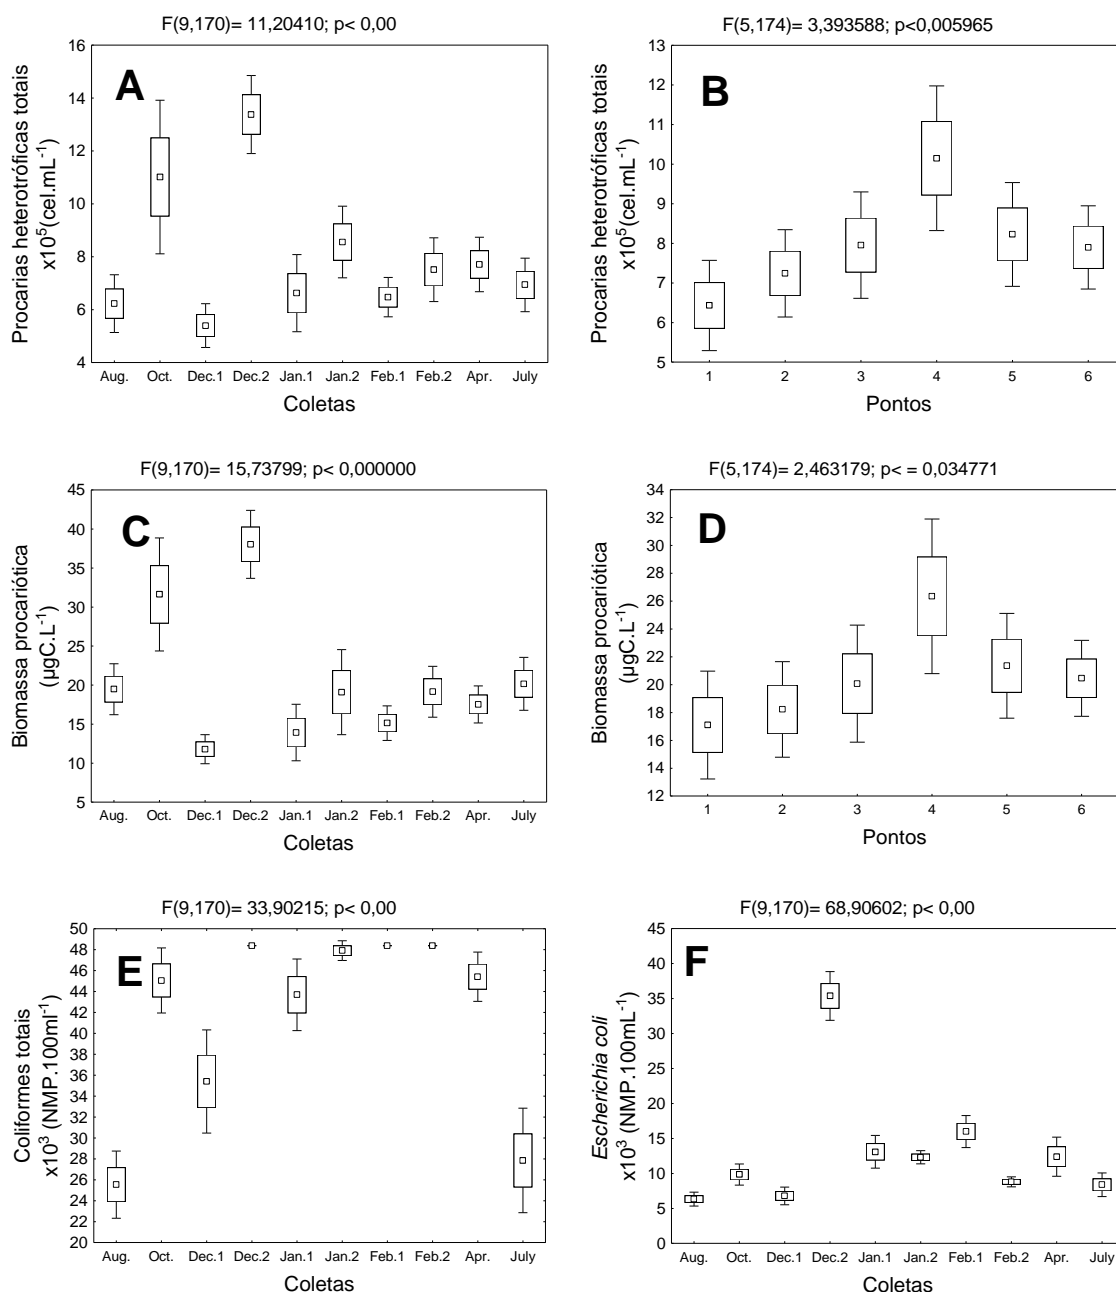 F(9,170)= 11,20410; p< 0,00
A
Procarias heterotróficas totais
x10⁵(cel.mL⁻¹)
16
14
12
10
8
6
4
Aug. Oct. Dec.1 Dec.2 Jan.1 Jan.2 Feb.1 Feb.2 Apr. July
Coletas
F(5,174)= 3,393588; p<0,005965
B
Procarias heterotróficas totais
x10⁵ (cel.mL⁻¹)
13
12
11
10
9
8
7
6
5
1 2 3 4 5 6
Pontos
F(9,170)= 15,73799; p< 0,000000
C
Biomassa procariótica
(µgC.L⁻¹)
45
40
35
30
25
20
15
10
5
Aug. Oct. Dec.1 Dec.2 Jan.1 Jan.2 Feb.1 Feb.2 Apr. July
Coletas
F(5,174)= 2,463179; p< = 0,034771
D
Biomassa procariótica
(µgC.L⁻¹)
34
32
30
28
26
24
22
20
18
16
14
12
1 2 3 4 5 6
Pontos
F(9,170)= 33,90215; p< 0,00
E
Coliformes totais
x10³ (NMP.100ml⁻¹)
50
48
46
44
42
40
38
36
34
32
30
28
26
24
22
20
Aug. Oct. Dec.1 Dec.2 Jan.1 Jan.2 Feb.1 Feb.2 Apr. July
Coletas
F(9,170)= 68,90602; p< 0,00
F
Escherichia coli
x10³ (NMP.100mL⁻¹)
45
40
35
30
25
20
15
10
5
0
Aug. Oct. Dec.1 Dec.2 Jan.1 Jan.2 Feb.1 Feb.2 Apr. July
Coletas